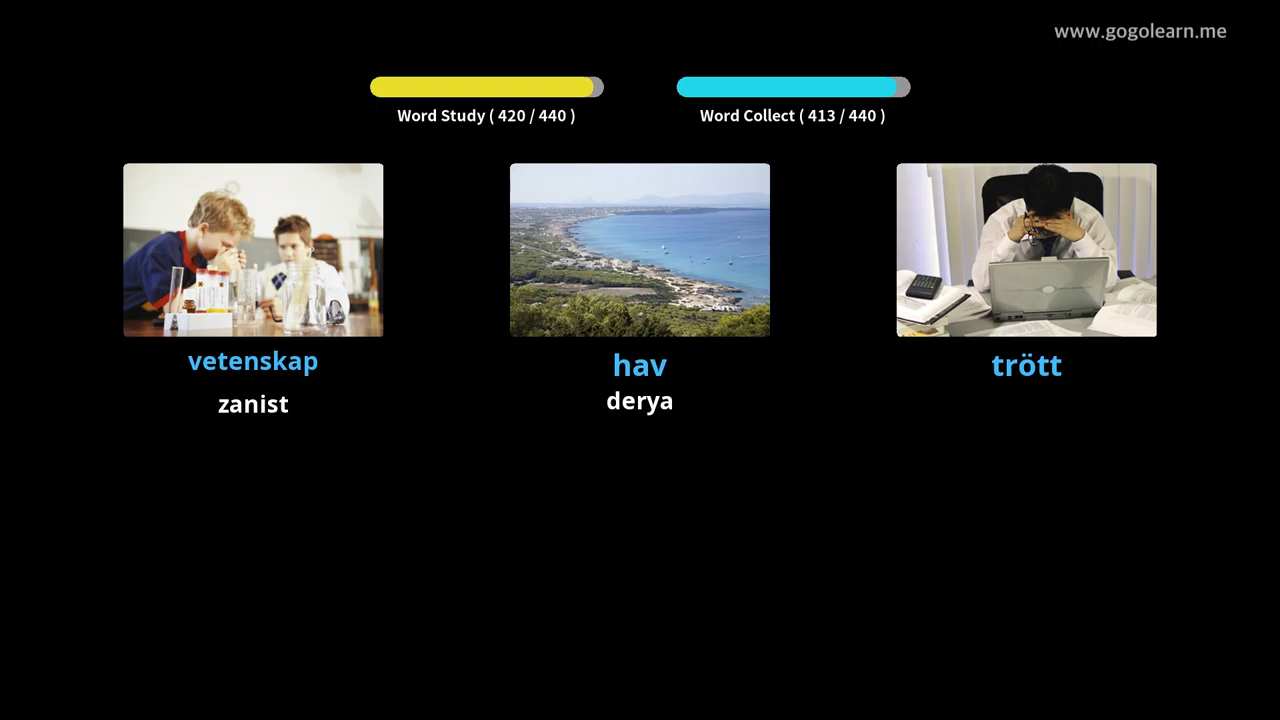 www.gogolearn.me
Word Study ( 420 / 440 )
Word Collect ( 413 / 440 )
vetenskap
zanist
hav
derya
trött